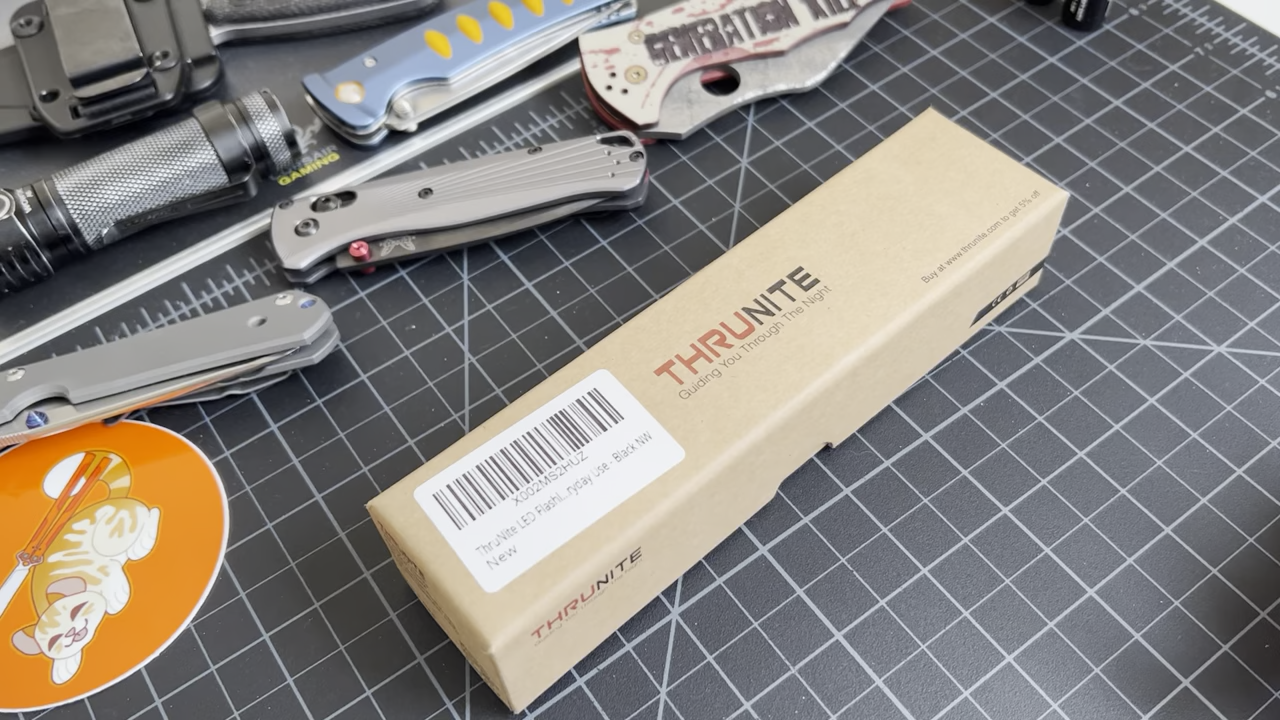 GENERATION KILL
GAMING
THRUNITE
Guiding You Through The Night
Buy at www.thrunite.com to get 5% off
X002MS2HUZ
ThruNite LED Flashl...ryday Use - Black NW
New
THRUNITE